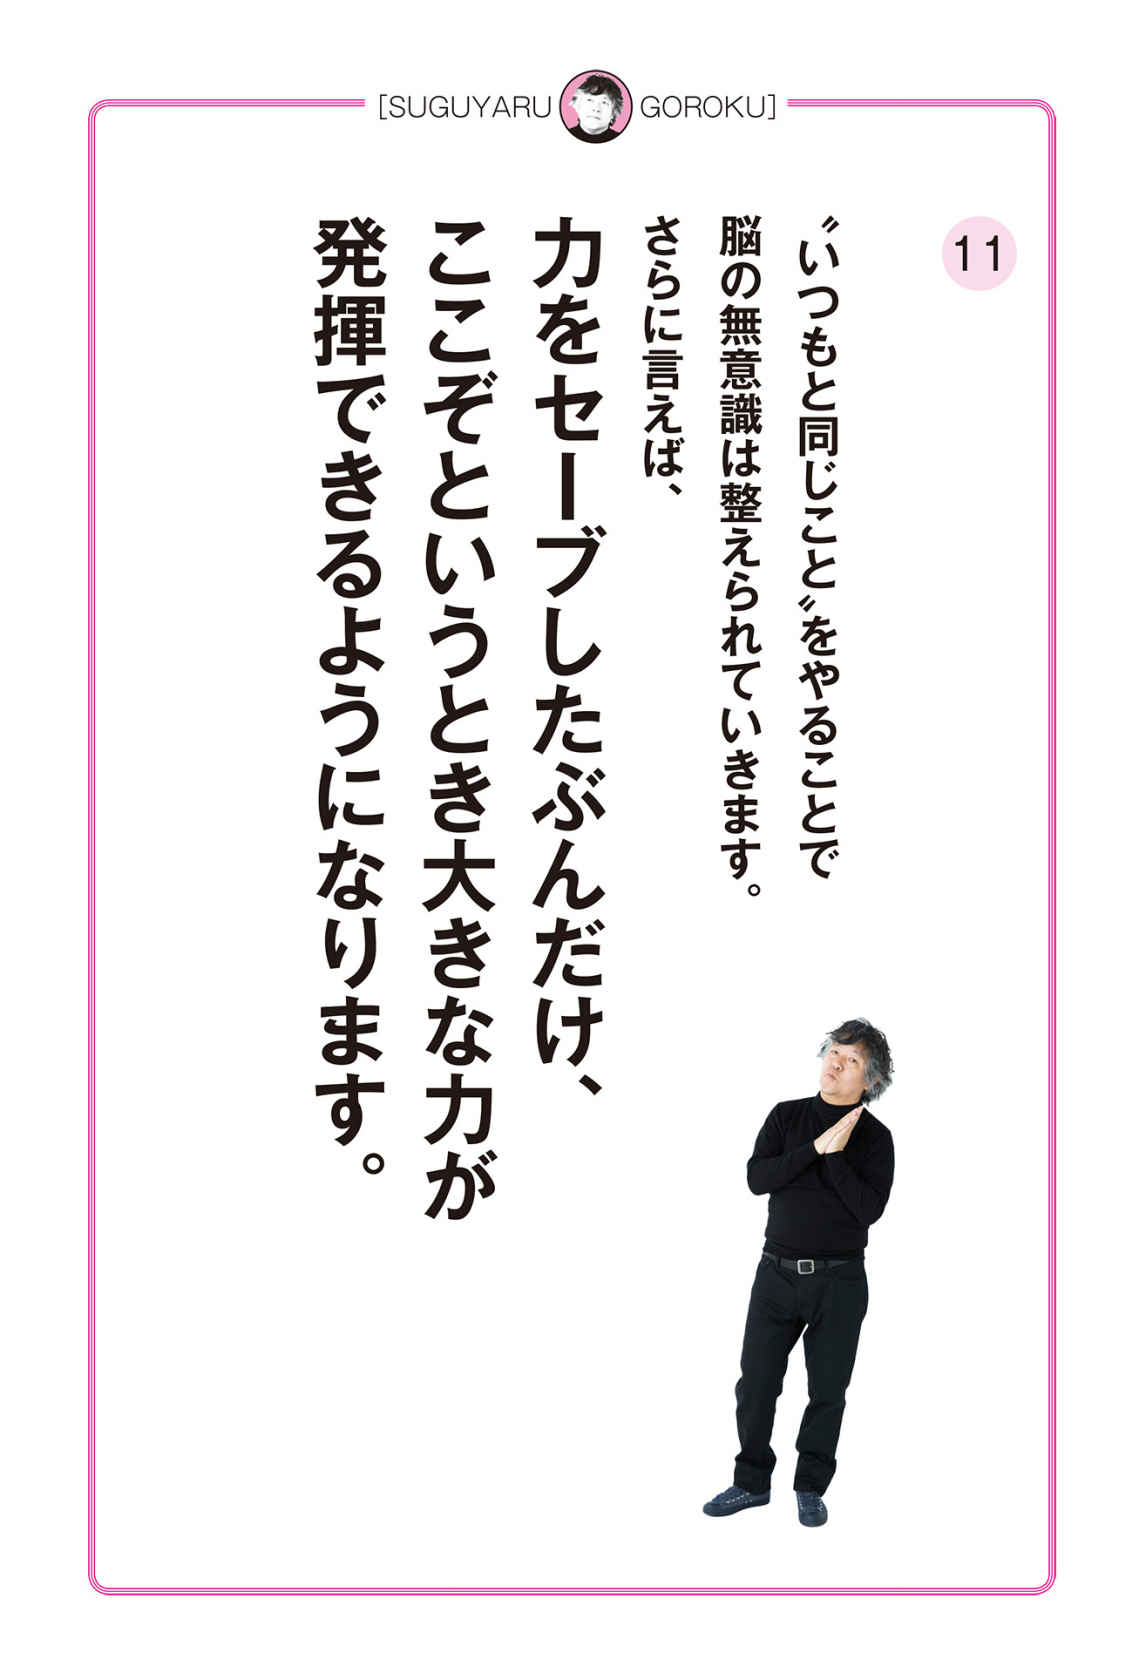 [SUGUYARU GOROKU]
11
〝いつもと同じこと〟をやることで
脳の無意識は整えられていきます。
さらに言えば、
力をセーブしたぶんだけ、
ここぞというとき大きな力が
発揮できるようになります。